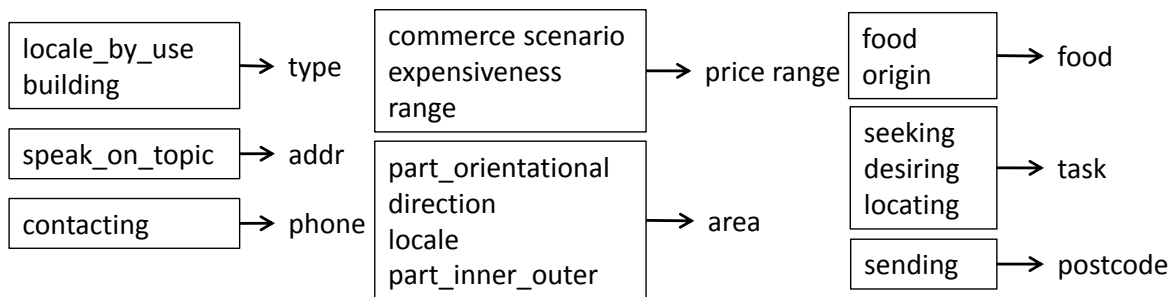 locale_by_use
building
type
speak_on_topic
addr
contacting
phone
commerce scenario
expensiveness
range
price range
part_orientational
direction
locale
part_inner_outer
area
food
origin
food
seeking
desiring
locating
task
sending
postcode